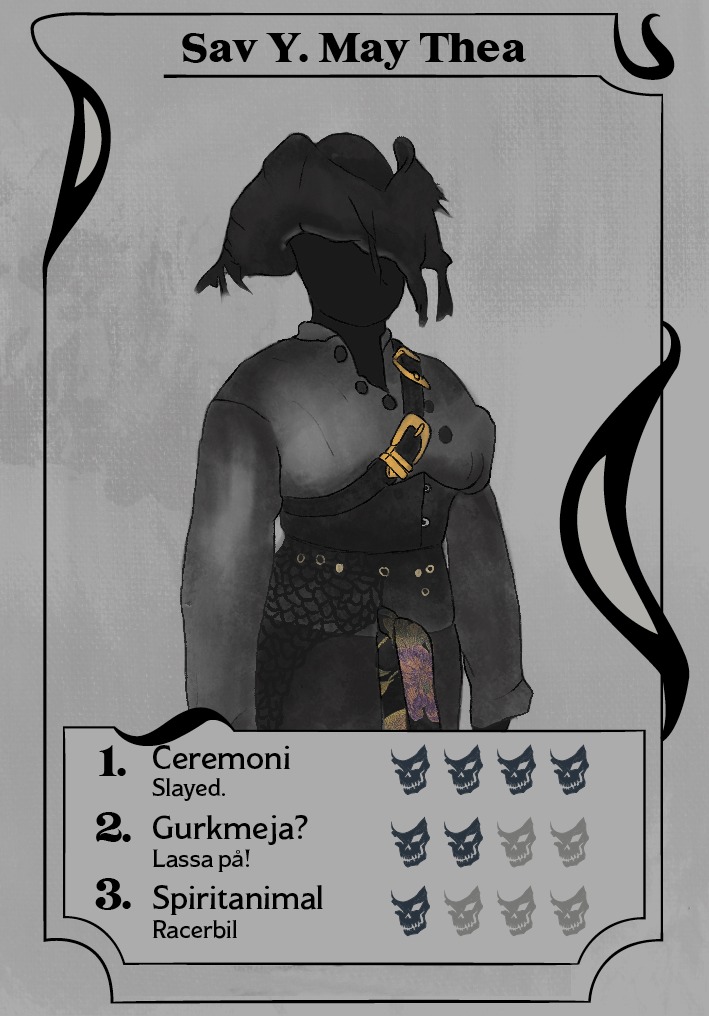 Sav Y. May Thea
1. Ceremoni
Slayed.
2. Gurkmeja?
Lassa på!
3. Spiritanimal
Racerbil